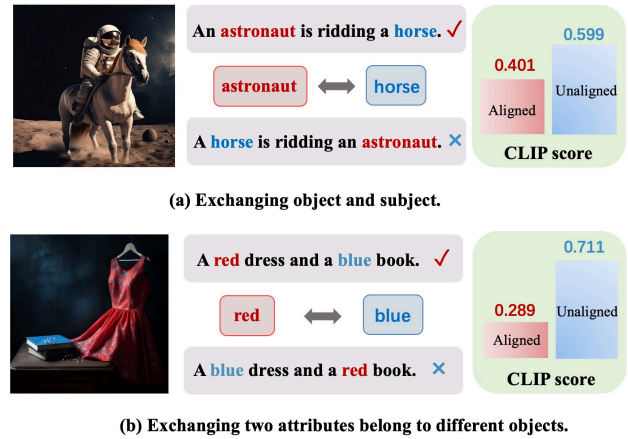 An astronaut is ridding a horse. ✓
0.599
0.401
astronaut ⟷ horse
Aligned
Unaligned
A horse is ridding an astronaut. ×
CLIP score
(a) Exchanging object and subject.
A red dress and a blue book. ✓
0.711
0.289
red ⟷ blue
Aligned
Unaligned
A blue dress and a red book. ×
CLIP score
(b) Exchanging two attributes belong to different objects.